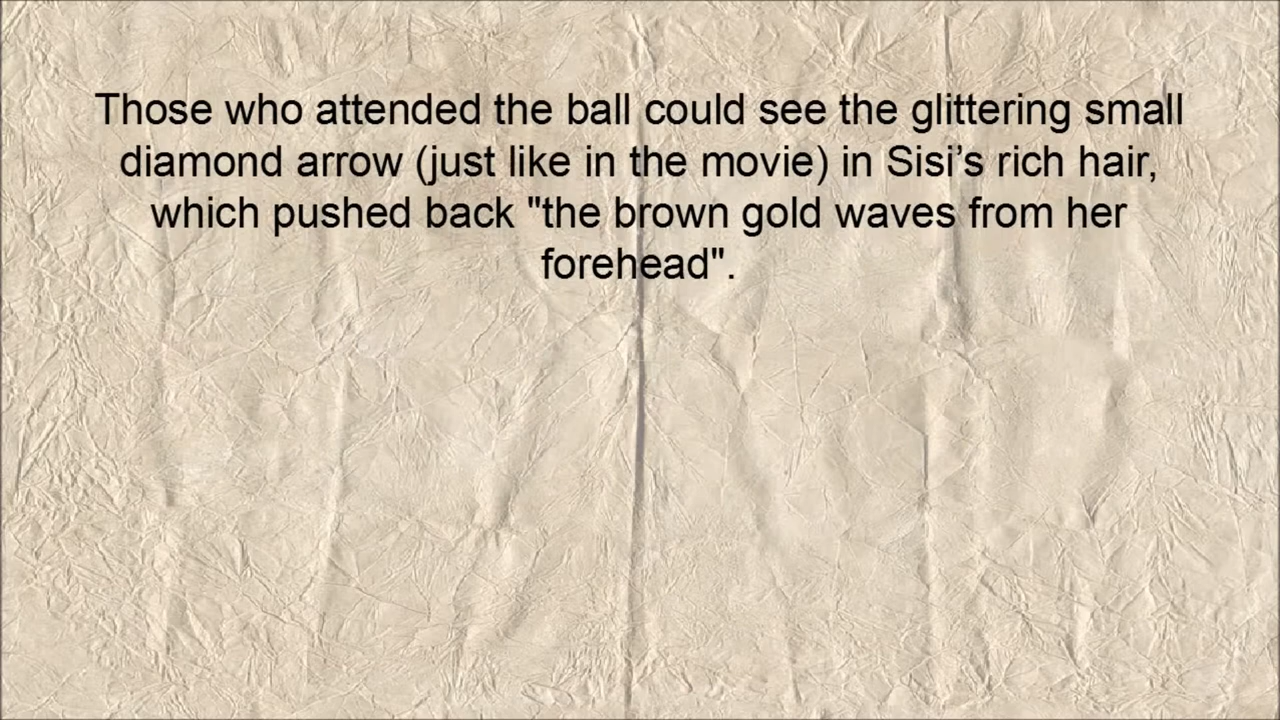 Those who attended the ball could see the glittering small
diamond arrow (just like in the movie) in Sisi’s rich hair,
which pushed back "the brown gold waves from her
forehead".